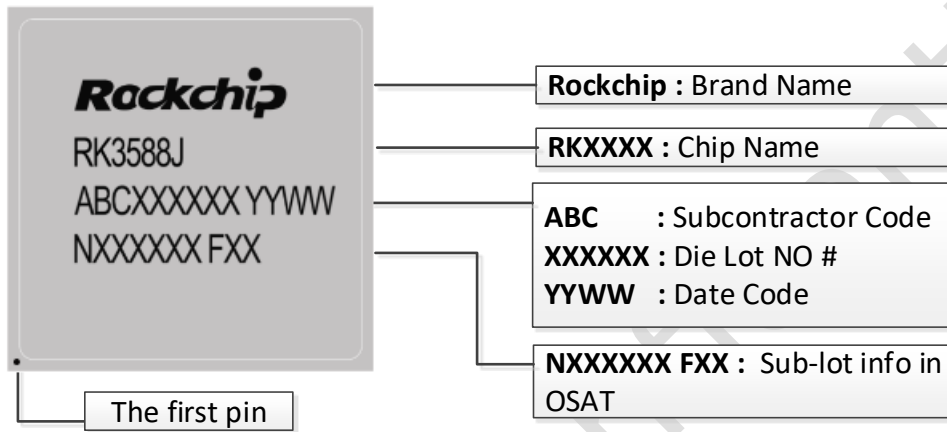 Rockchip
RK3588J
ABCXXXXXX YYWW
NXXXXXX FXX
The first pin
Rockchip : Brand Name
RKXXXX : Chip Name
ABC : Subcontractor Code
XXXXXX : Die Lot NO #
YYWW : Date Code
NXXXXXX FXX : Sub-lot info in
OSAT